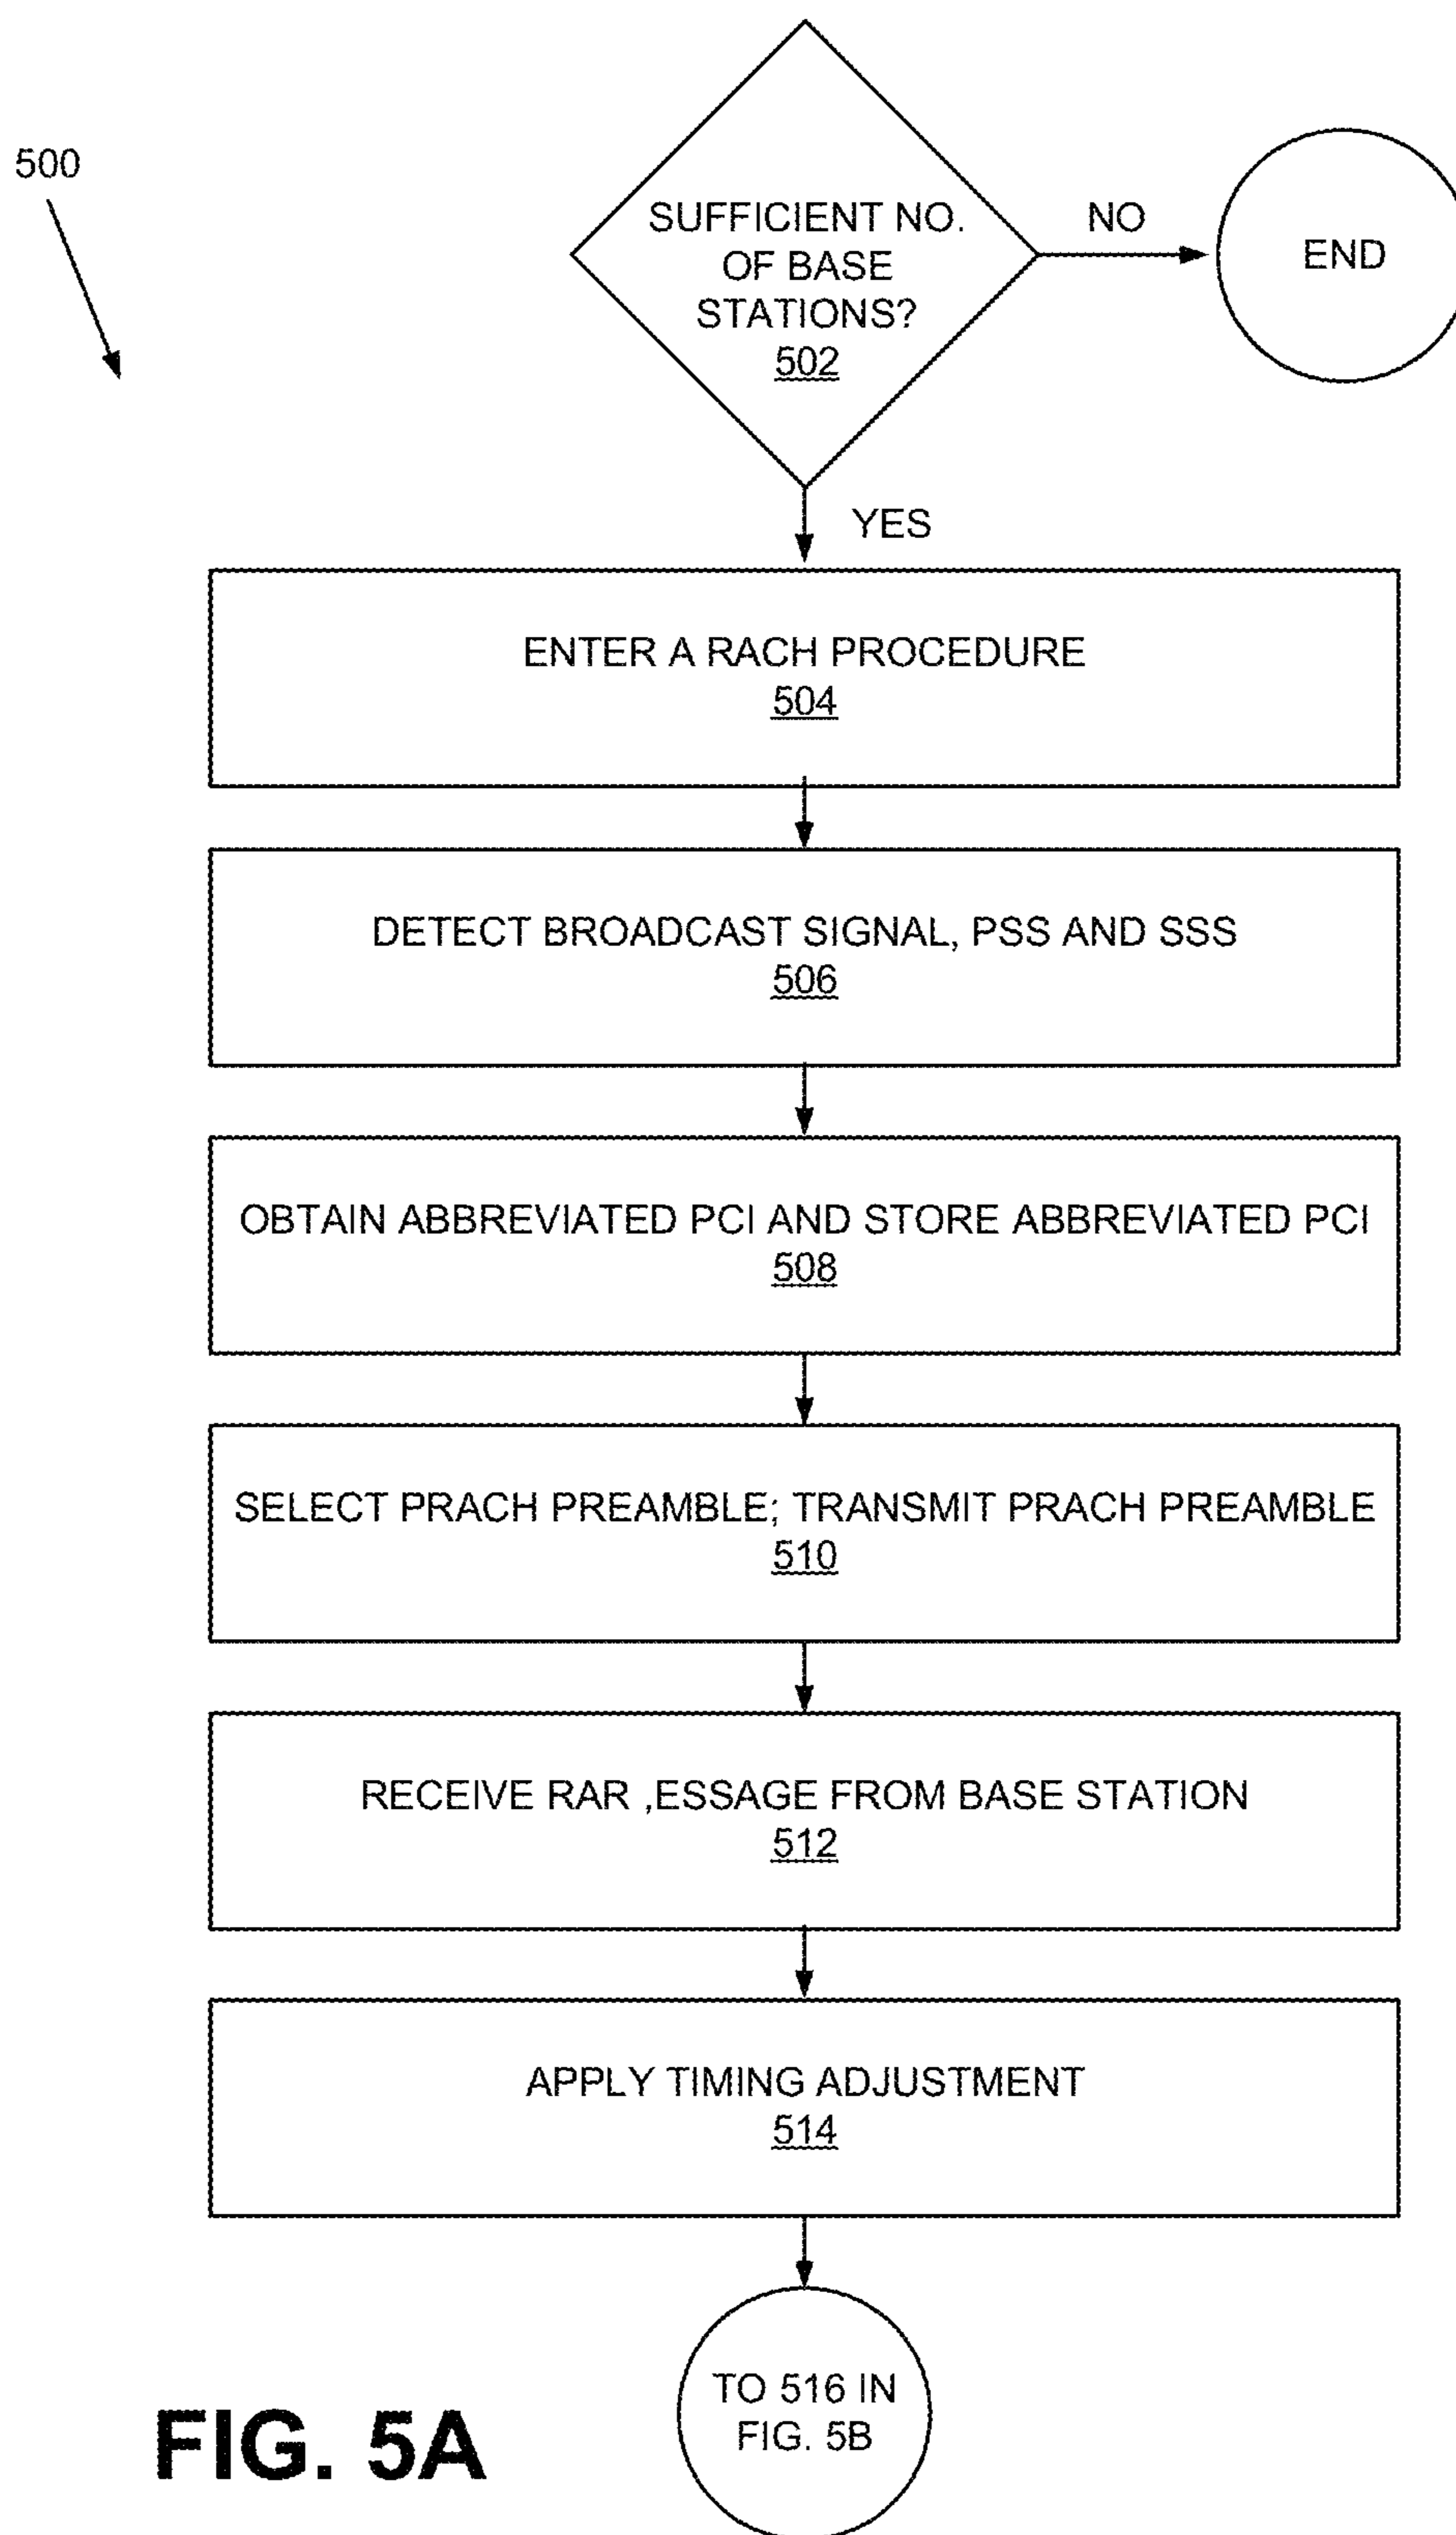 500
SUFFICIENT NO.
OF BASE
STATIONS?
502
NO
END
YES
ENTER A RACH PROCEDURE
504
DETECT BROADCAST SIGNAL, PSS AND SSS
506
OBTAIN ABBREVIATED PCI AND STORE ABBREVIATED PCI
508
SELECT PRACH PREAMBLE; TRANSMIT PRACH PREAMBLE
510
RECEIVE RAR ,ESSAGE FROM BASE STATION
512
APPLY TIMING ADJUSTMENT
514
TO 516 IN
FIG. 5B
FIG. 5A